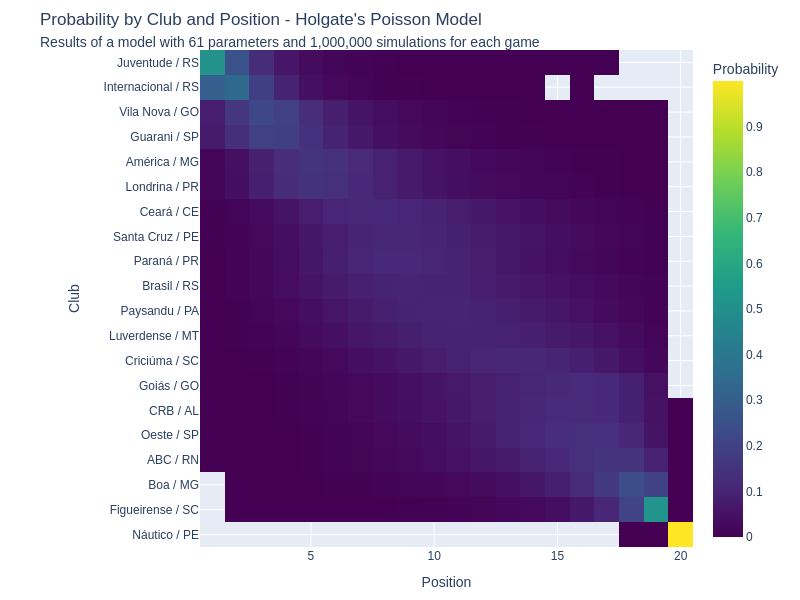 Probability by Club and Position - Holgate's Poisson Model
Results of a model with 61 parameters and 1,000,000 simulations for each game
Probability
Juventude / RS
Internacional / RS
Vila Nova / GO
Guarani / SP
América / MG
Londrina / PR
Ceará / CE
Santa Cruz / PE
Paraná / PR
Brasil / RS
Paysandu / PA
Luverdense / MT
Criciúma / SC
Goiás / GO
CRB / AL
Oeste / SP
ABC / RN
Boa / MG
Figueirense / SC
Náutico / PE
Club
5
10
15
20
Position
0.9
0.8
0.7
0.6
0.5
0.4
0.3
0.2
0.1
0